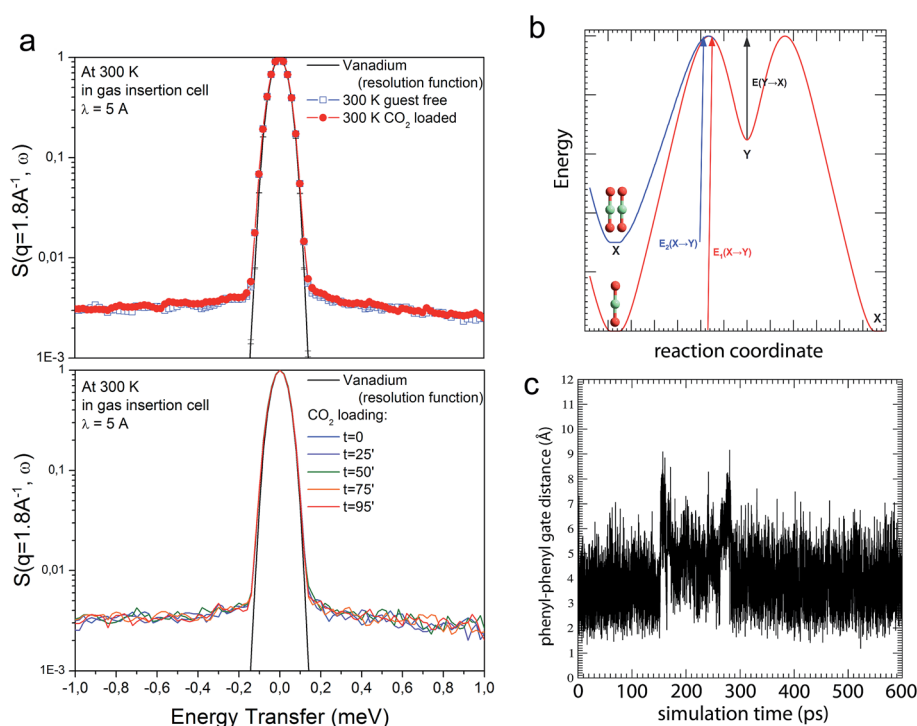 a
At 300 K
in gas insertion cell
λ = 5 A
Vanadium
(resolution function)
300 K guest free
300 K CO₂ loaded
S(q=1.8A⁻¹, ω)
1
0,1
0,01
1E-3
At 300 K
in gas insertion cell
λ = 5 A
Vanadium
(resolution function)
CO₂ loading:
t=0
t=25'
t=50'
t=75'
t=95'
S(q=1.8A⁻¹, ω)
1
0,1
0,01
1E-3
-1,0 -0,8 -0,6 -0,4 -0,2 0,0 0,2 0,4 0,6 0,8 1,0
Energy Transfer (meV)
b
Energy
E(Y→X)
Y
X
E₂(X→Y)
E₁(X→Y)
X
reaction coordinate
c
phenyl-phenyl gate distance (Å)
12
11
10
9
8
7
6
5
4
3
2
1
0
0 100 200 300 400 500 600
simulation time (ps)